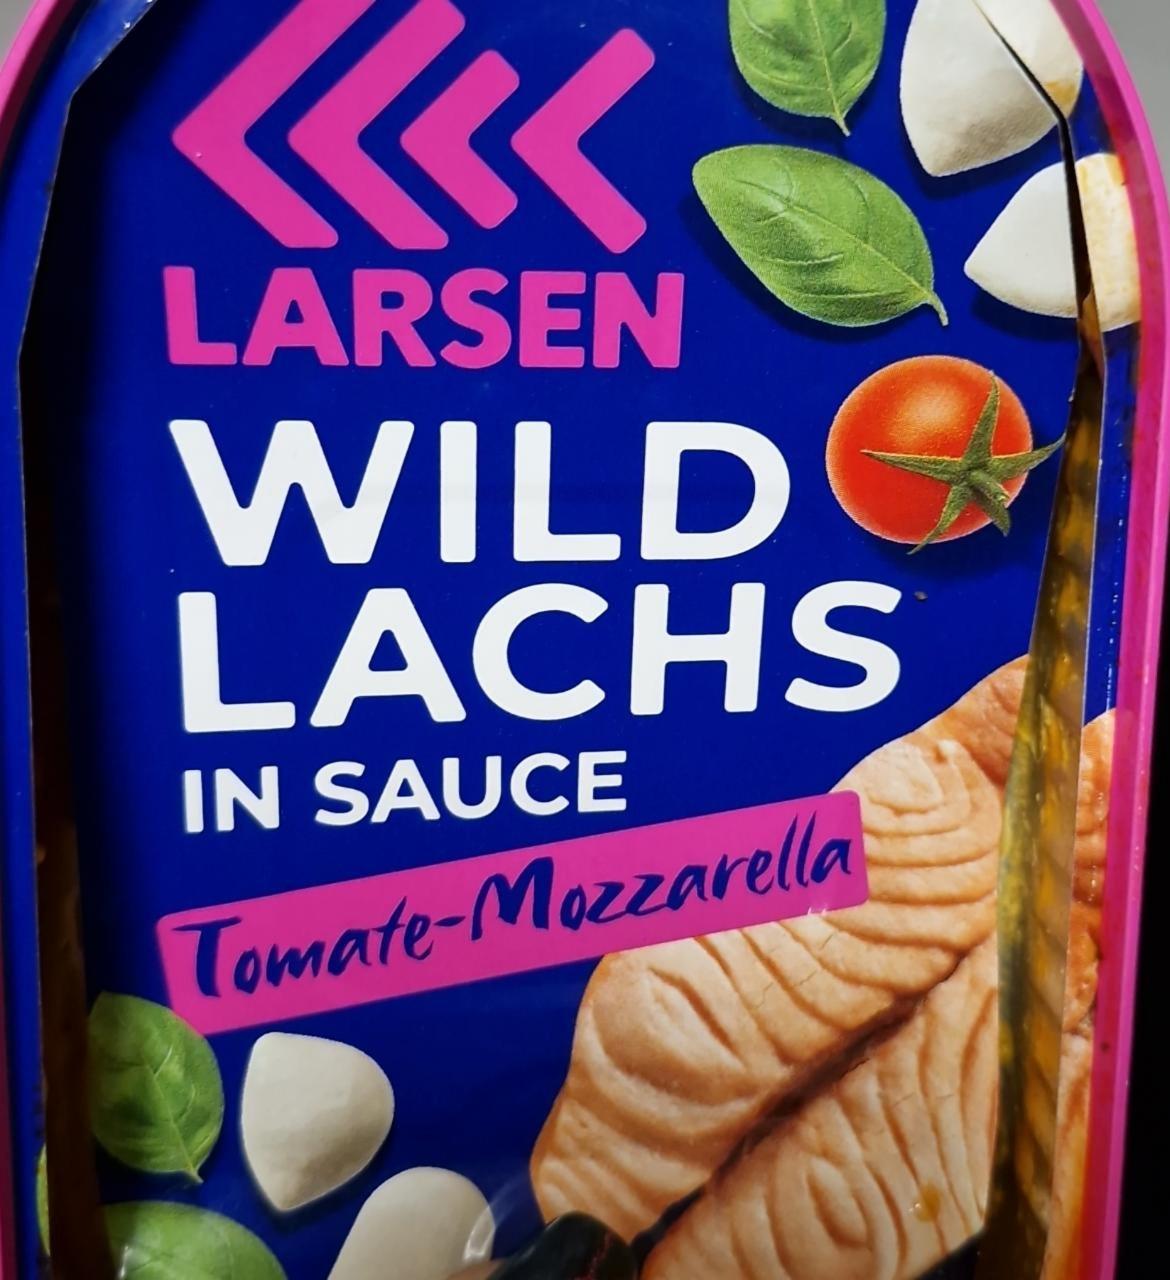 LARSEN
WILD
LACHS
IN SAUCE
Tomate-Mozzarella